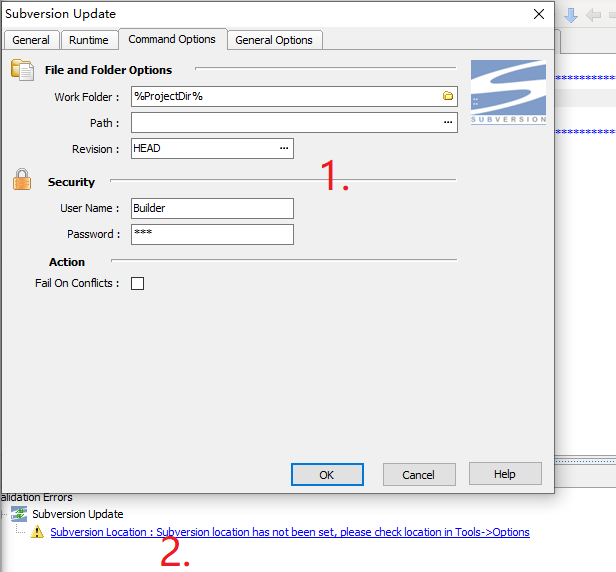 Subversion Update
General Runtime Command Options General Options
File and Folder Options
Work Folder : %ProjectDir%
Path : ...
Revision : HEAD ...
SUBVERSION
1.
Security
User Name : Builder
Password : ***
Action
Fail On Conflicts :
OK Cancel Help
alidation Errors
Subversion Update
Subversion Location : Subversion location has not been set, please check location in Tools->Options
2.